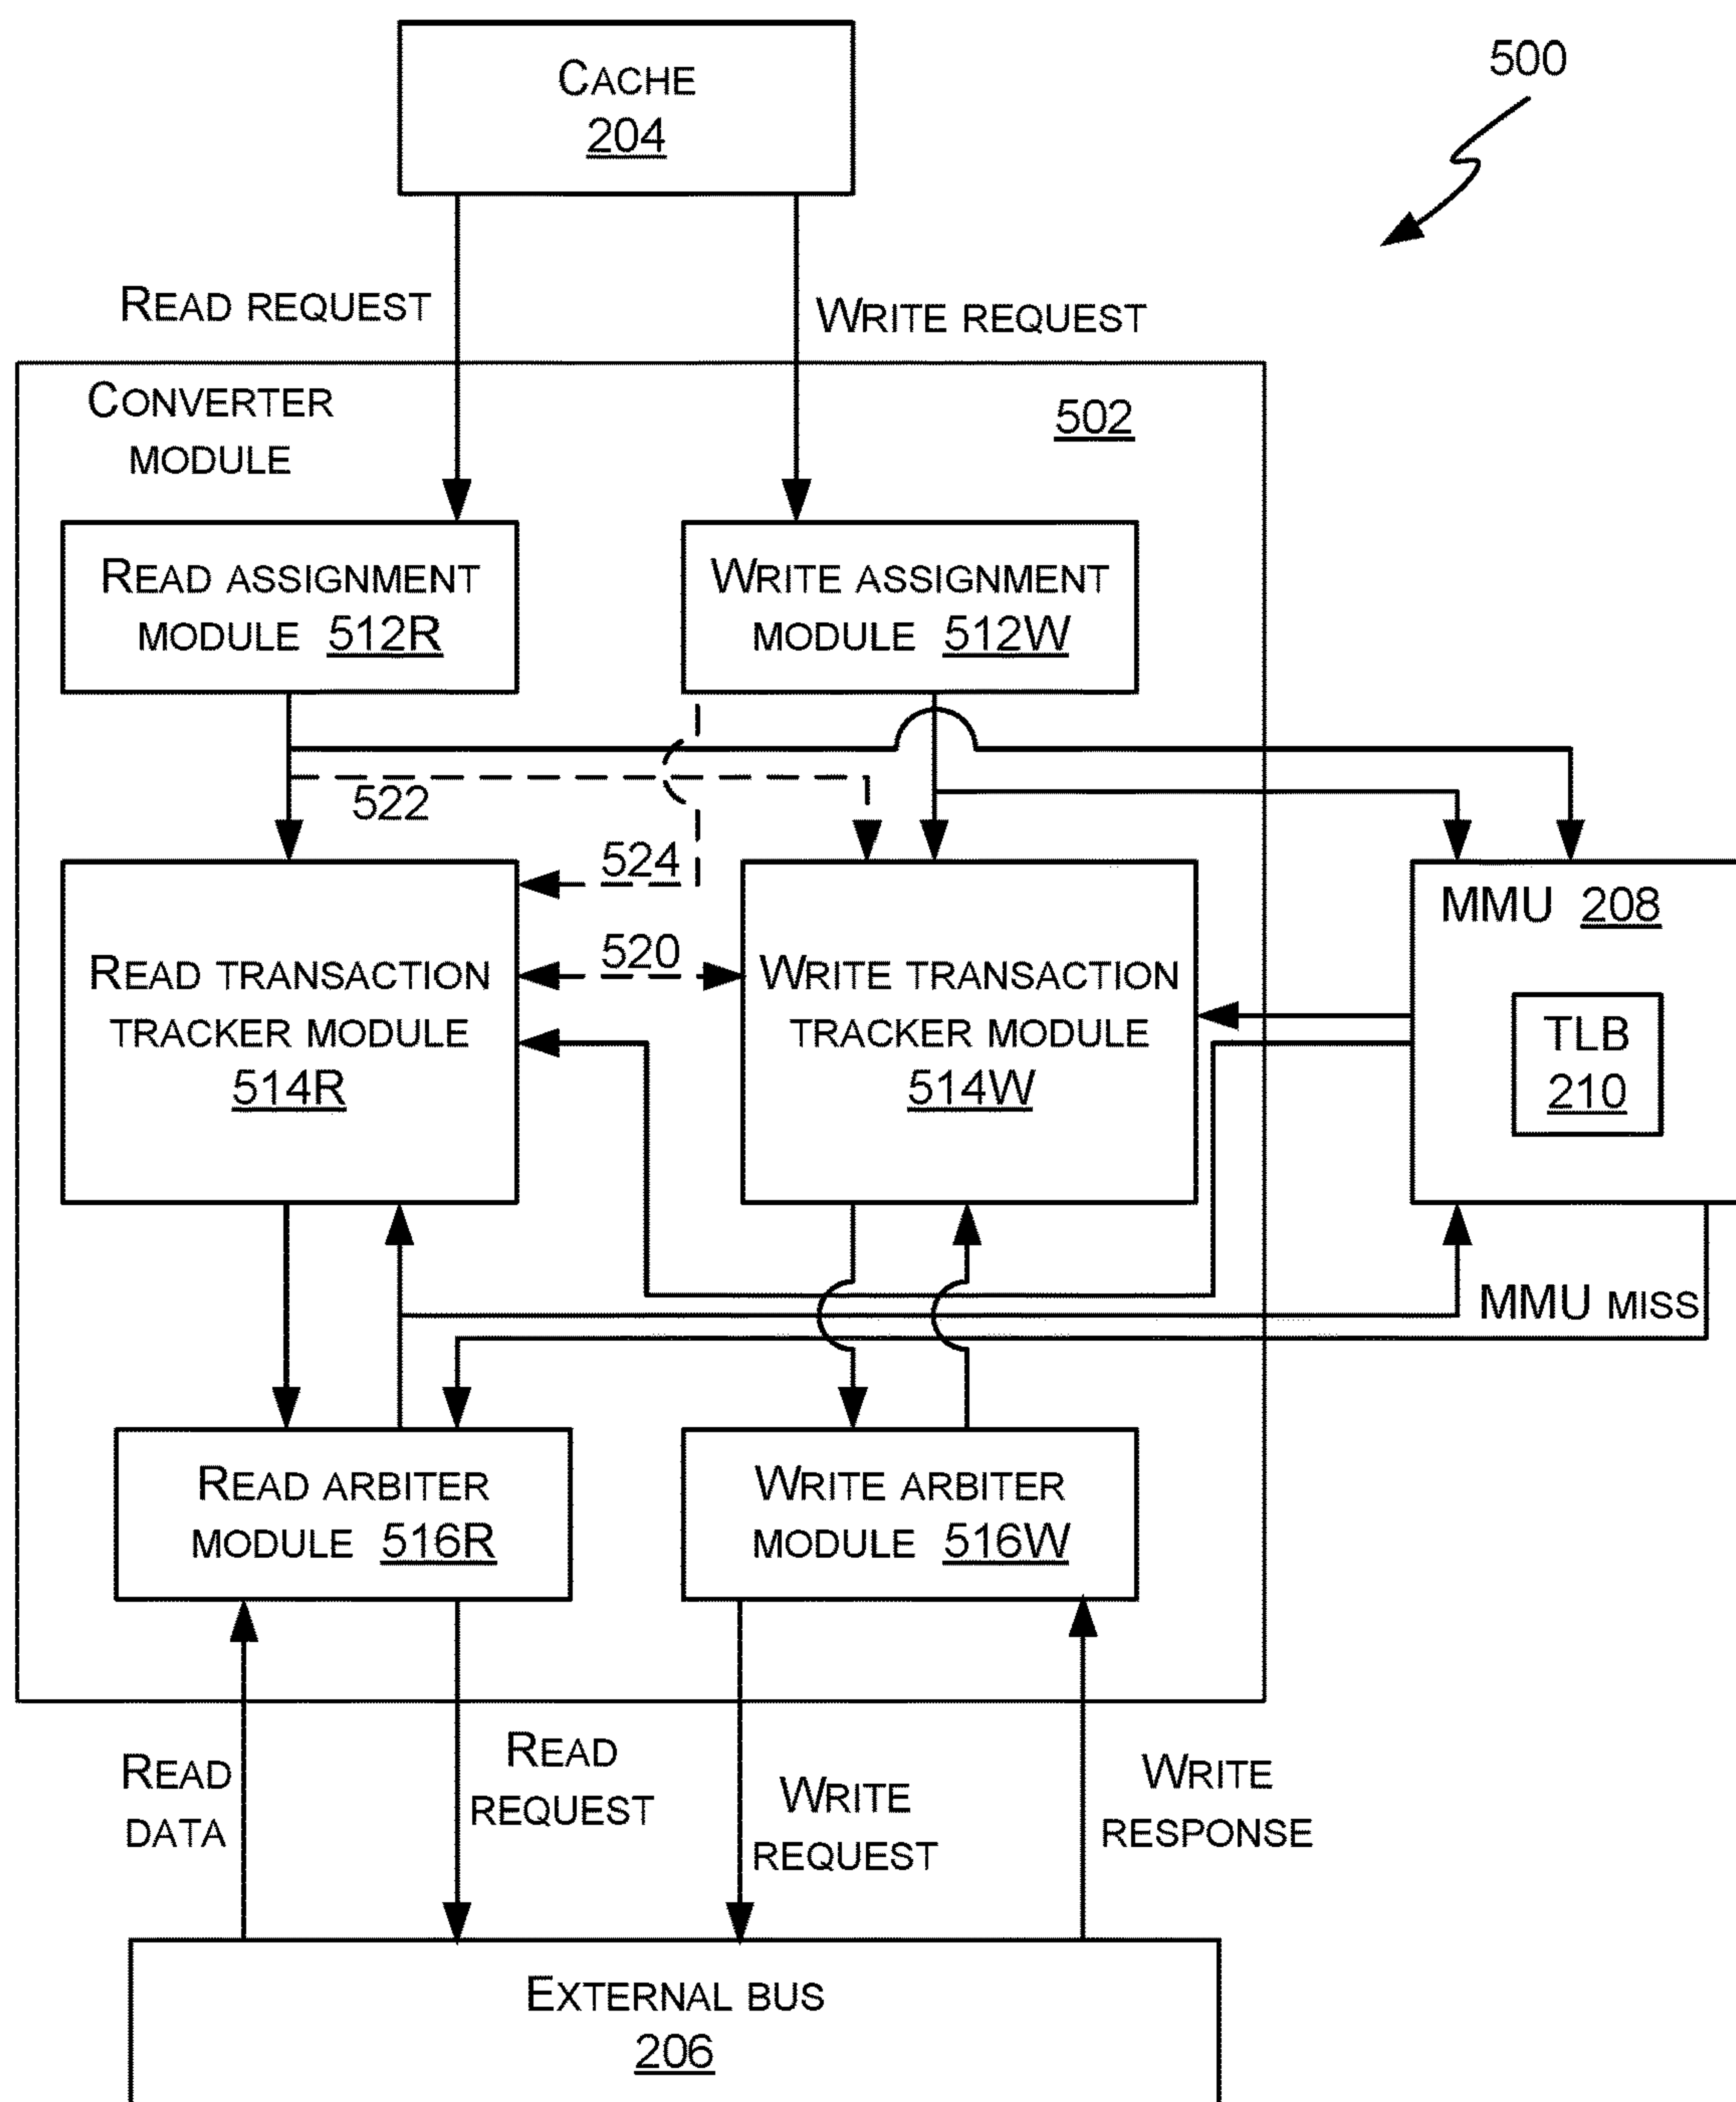 CACHE
204
500
READ REQUEST
WRITE REQUEST
CONVERTER
MODULE
502
READ ASSIGNMENT
MODULE 512R
WRITE ASSIGNMENT
MODULE 512W
522
524
520
READ TRANSACTION
TRACKER MODULE
514R
WRITE TRANSACTION
TRACKER MODULE
514W
MMU 208
TLB
210
MMU MISS
READ ARBITER
MODULE 516R
WRITE ARBITER
MODULE 516W
READ
DATA
READ
REQUEST
WRITE
REQUEST
WRITE
RESPONSE
EXTERNAL BUS
206